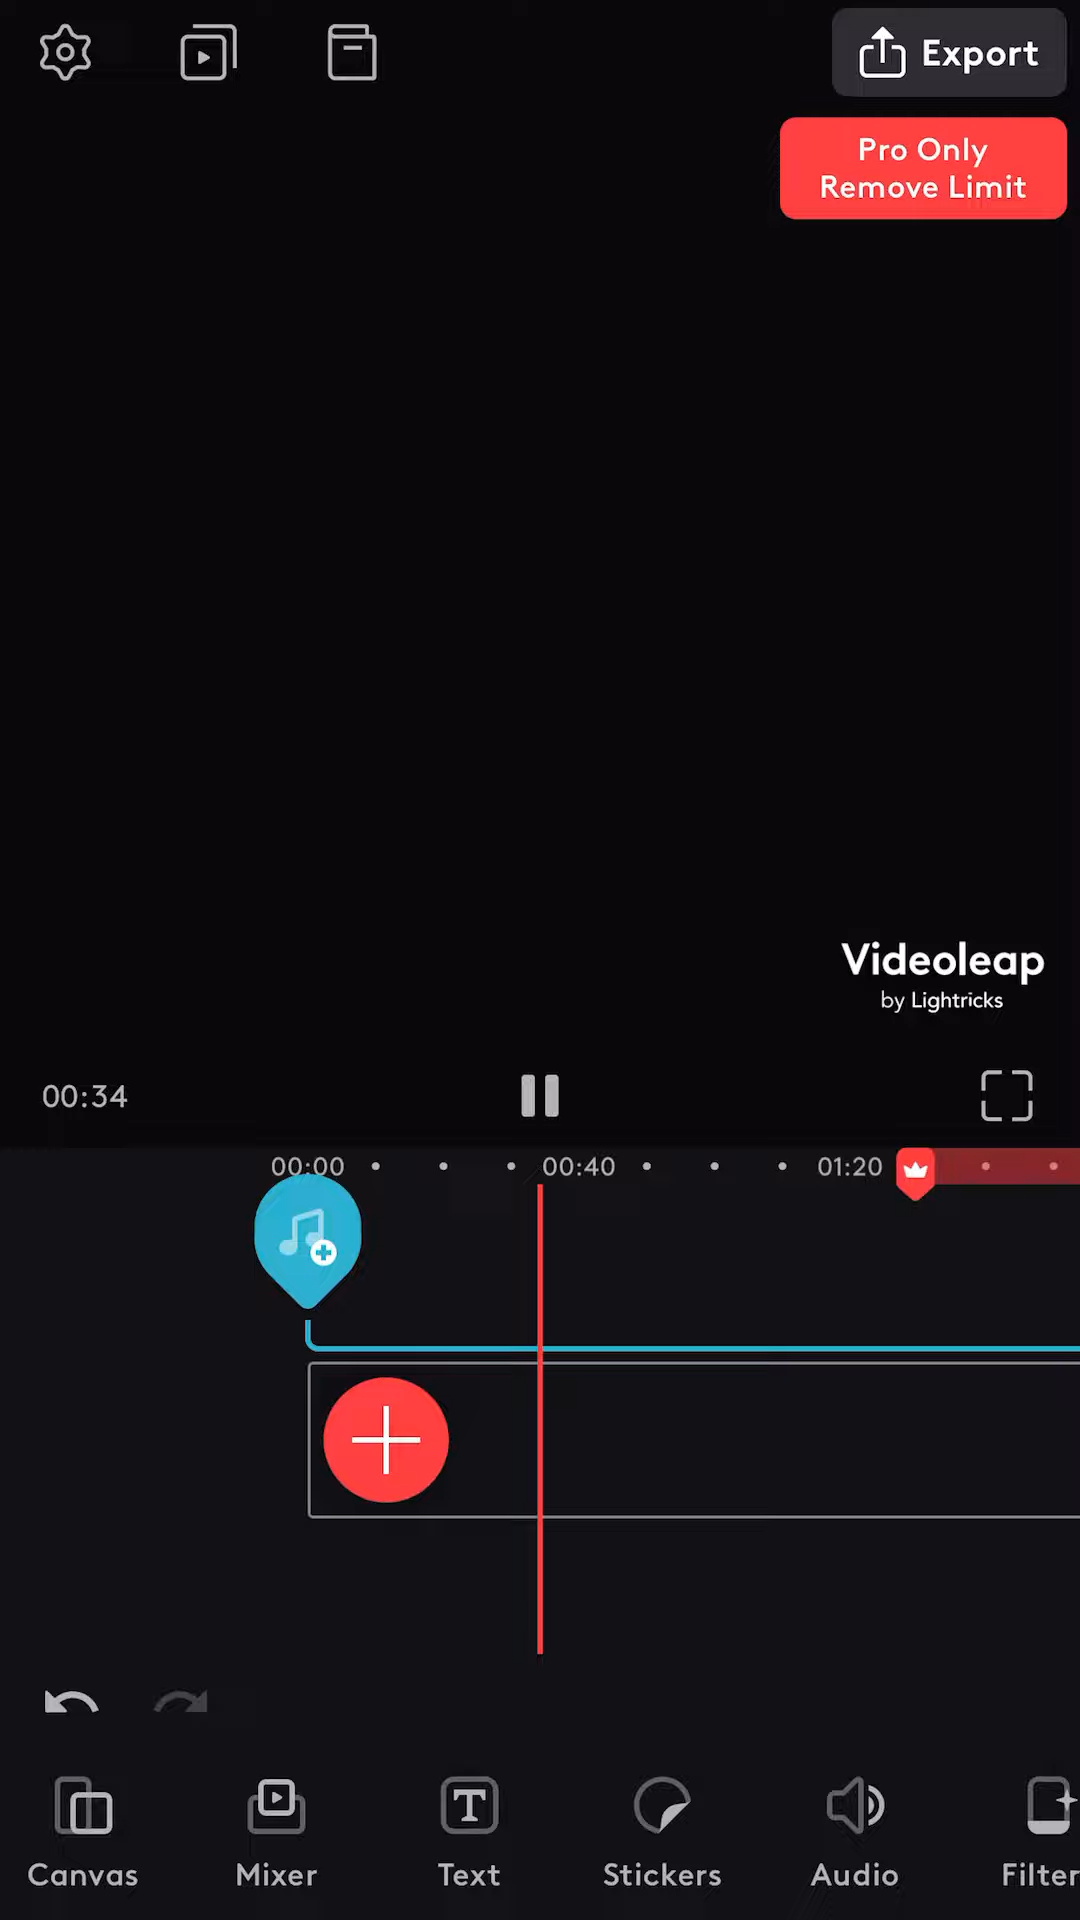 Export
Pro Only
Remove Limit
Videoleap
by Lightricks
00:34
00:00
00:40
01:20
Canvas
Mixer
Text
Stickers
Audio
Filter